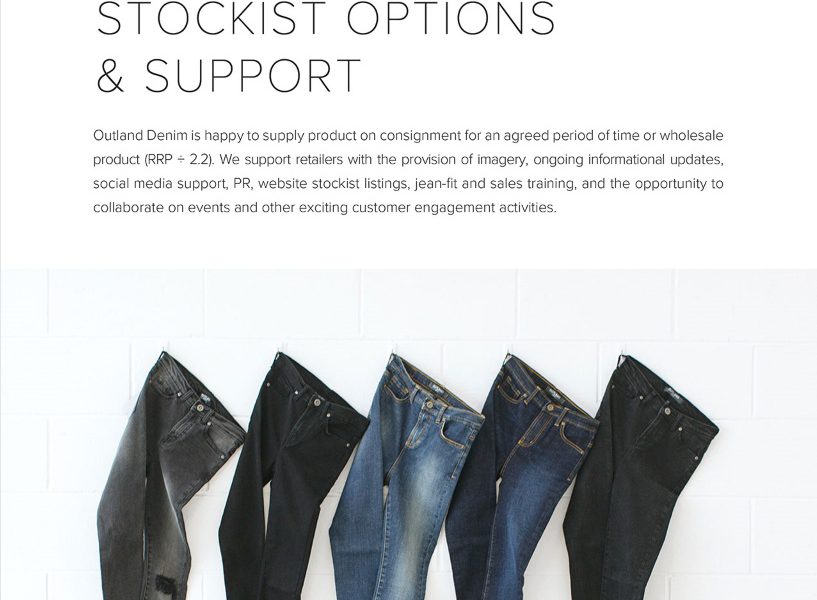 STOCKIST OPTIONS
& SUPPORT
Outland Denim is happy to supply product on consignment for an agreed period of time or wholesale
product (RRP ÷ 2.2). We support retailers with the provision of imagery, ongoing informational updates,
social media support, PR, website stockist listings, jean-fit and sales training, and the opportunity to
collaborate on events and other exciting customer engagement activities.